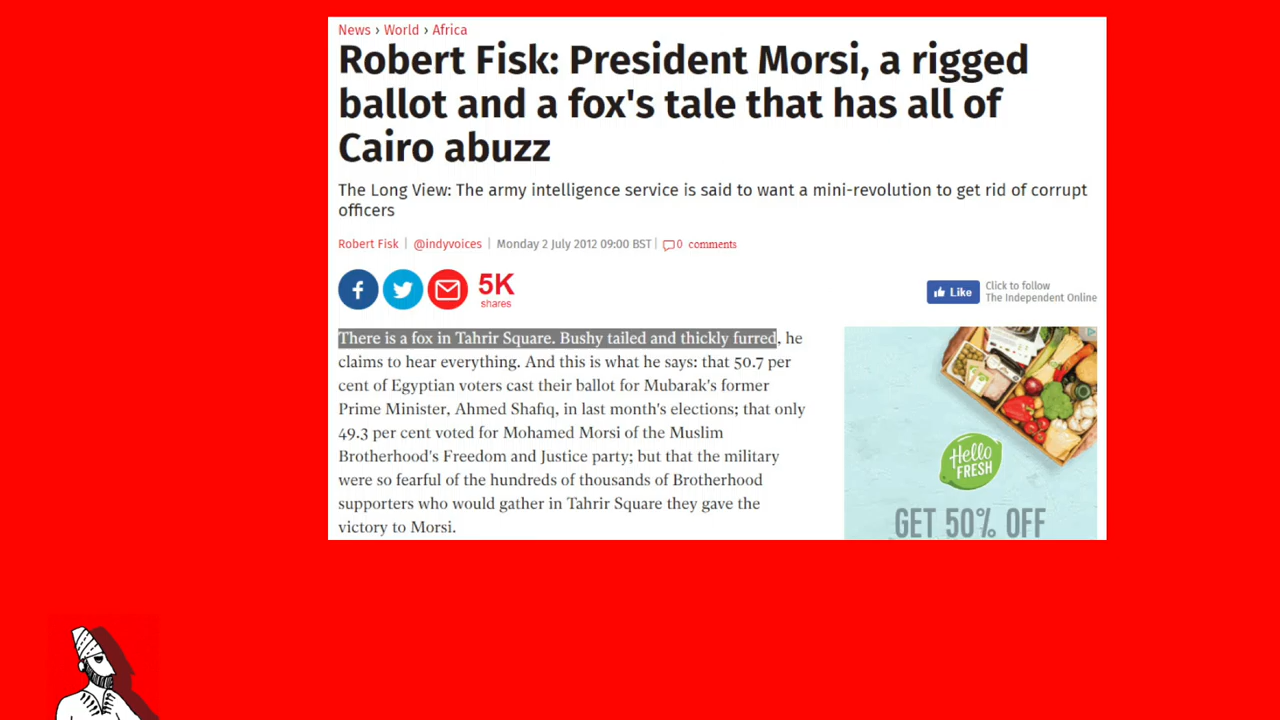 News › World › Africa
Robert Fisk: President Morsi, a rigged
ballot and a fox's tale that has all of
Cairo abuzz
The Long View: The army intelligence service is said to want a mini-revolution to get rid of corrupt
officers
Robert Fisk | @indyvoices | Monday 2 July 2012 09:00 BST | 0 comments
f
5K
shares
Like
Click to follow
The Independent Online
There is a fox in Tahrir Square. Bushy tailed and thickly furred, he
claims to hear everything. And this is what he says: that 50.7 per
cent of Egyptian voters cast their ballot for Mubarak's former
Prime Minister, Ahmed Shafiq, in last month's elections; that only
49.3 per cent voted for Mohamed Morsi of the Muslim
Brotherhood's Freedom and Justice party; but that the military
were so fearful of the hundreds of thousands of Brotherhood
supporters who would gather in Tahrir Square they gave the
victory to Morsi.
Hello
FRESH
GET 50% OFF